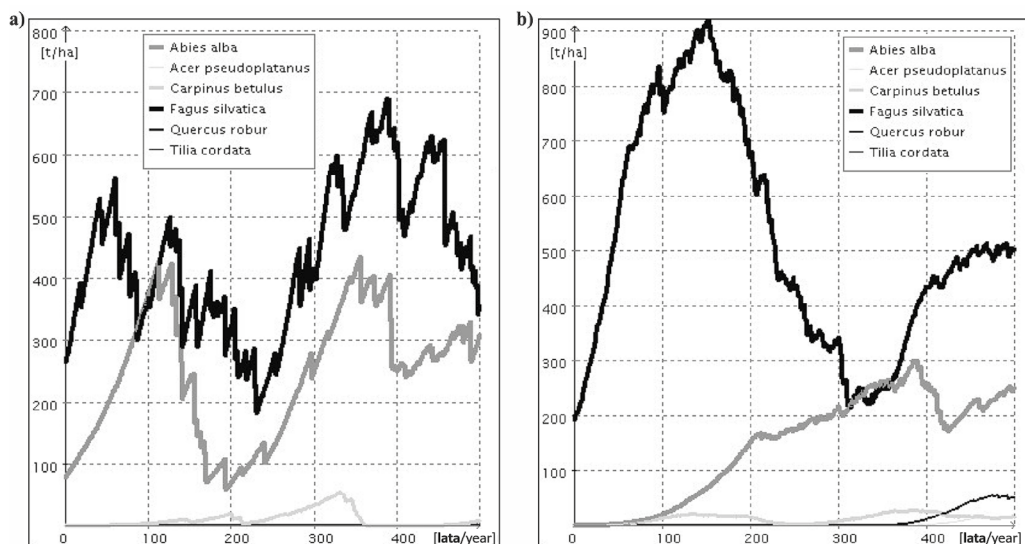 a)
800
[t/ha]
700
600
500
400
300
200
100
Abies alba
Acer pseudoplatanus
Carpinus betulus
Fagus silvatica
Quercus robur
Tilia cordata
0
100
200
300
400
[lata/year]
b)
900
[t/ha]
800
700
600
500
400
300
200
100
Abies alba
Acer pseudoplatanus
Carpinus betulus
Fagus silvatica
Quercus robur
Tilia cordata
0
100
200
300
400
[lata/year]